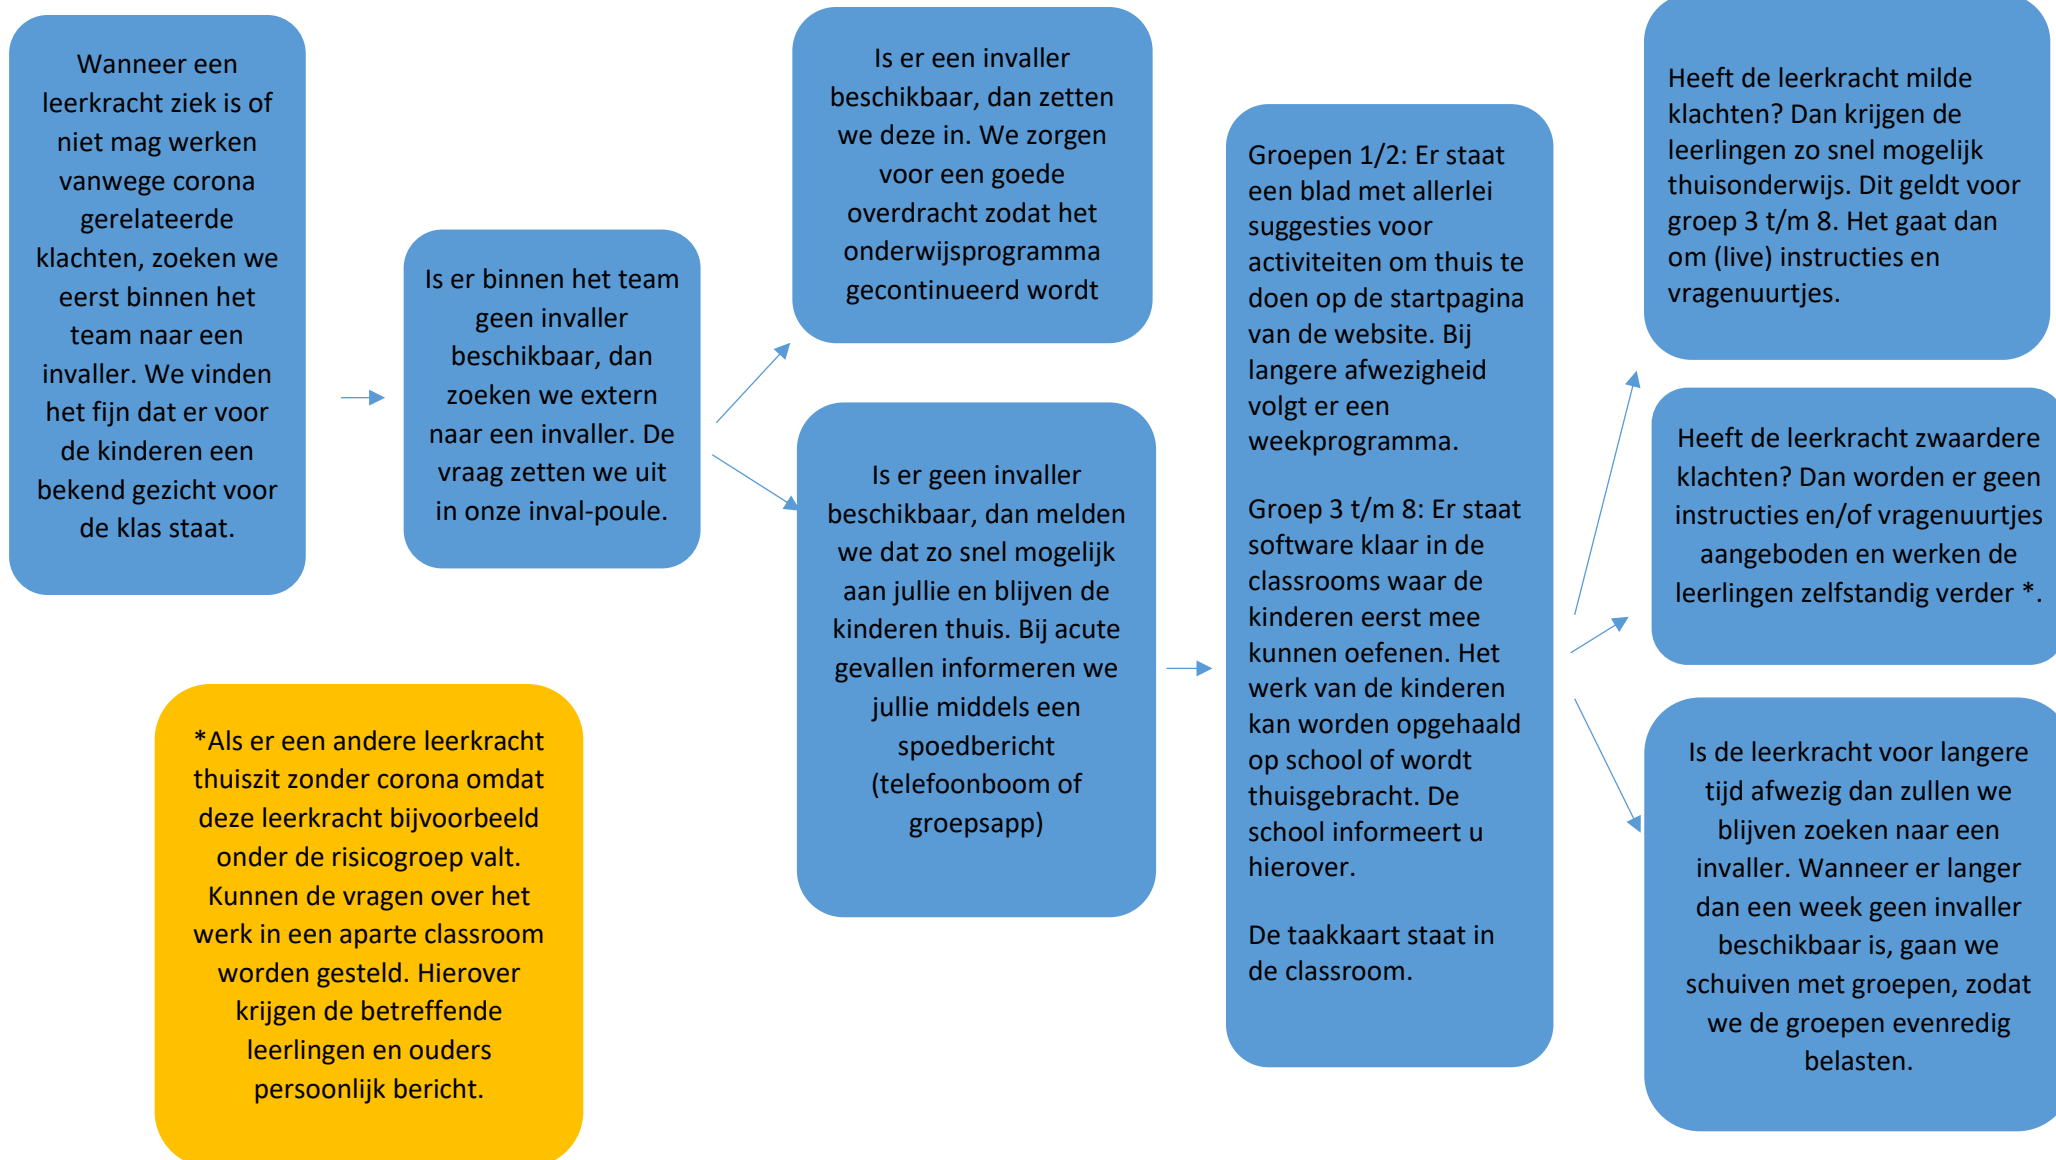 Wanneer een
leerkracht ziek is of
niet mag werken
vanwege corona
gerelateerde
klachten, zoeken we
eerst binnen het
team naar een
invaller. We vinden
het fijn dat er voor
de kinderen een
bekend gezicht voor
de klas staat.
Is er binnen het team
geen invaller
beschikbaar, dan
zoeken we extern
naar een invaller. De
vraag zetten we uit
in onze inval-poule.
Is er een invaller
beschikbaar, dan zetten
we deze in. We zorgen
voor een goede
overdracht zodat het
onderwijsprogramma
gecontinueerd wordt
Is er geen invaller
beschikbaar, dan melden
we dat zo snel mogelijk
aan jullie en blijven de
kinderen thuis. Bij acute
gevallen informeren we
jullie middels een
spoedbericht
(telefoonboom of
groepsapp)
Groepen 1/2: Er staat
een blad met allerlei
suggesties voor
activiteiten om thuis te
doen op de startpagina
van de website. Bij
langere afwezigheid
volgt er een
weekprogramma.
Groep 3 t/m 8: Er staat
software klaar in de
classrooms waar de
kinderen eerst mee
kunnen oefenen. Het
werk van de kinderen
kan worden opgehaald
op school of wordt
thuisgebracht. De
school informeert u
hierover.
De taakkaart staat in
de classroom.
Heeft de leerkracht milde
klachten? Dan krijgen de
leerlingen zo snel mogelijk
thuisonderwijs. Dit geldt voor
groep 3 t/m 8. Het gaat dan
om (live) instructies en
vragenuurtjes.
Heeft de leerkracht zwaardere
klachten? Dan worden er geen
instructies en/of vragenuurtjes
aangeboden en werken de
leerlingen zelfstandig verder *.
Is de leerkracht voor langere
tijd afwezig dan zullen we
blijven zoeken naar een
invaller. Wanneer er langer
dan een week geen invaller
beschikbaar is, gaan we
schuiven met groepen, zodat
we de groepen evenredig
belasten.
*Als er een andere leerkracht
thuiszit zonder corona omdat
deze leerkracht bijvoorbeeld
onder de risicogroep valt.
Kunnen de vragen over het
werk in een aparte classroom
worden gesteld. Hierover
krijgen de betreffende
leerlingen en ouders
persoonlijk bericht.